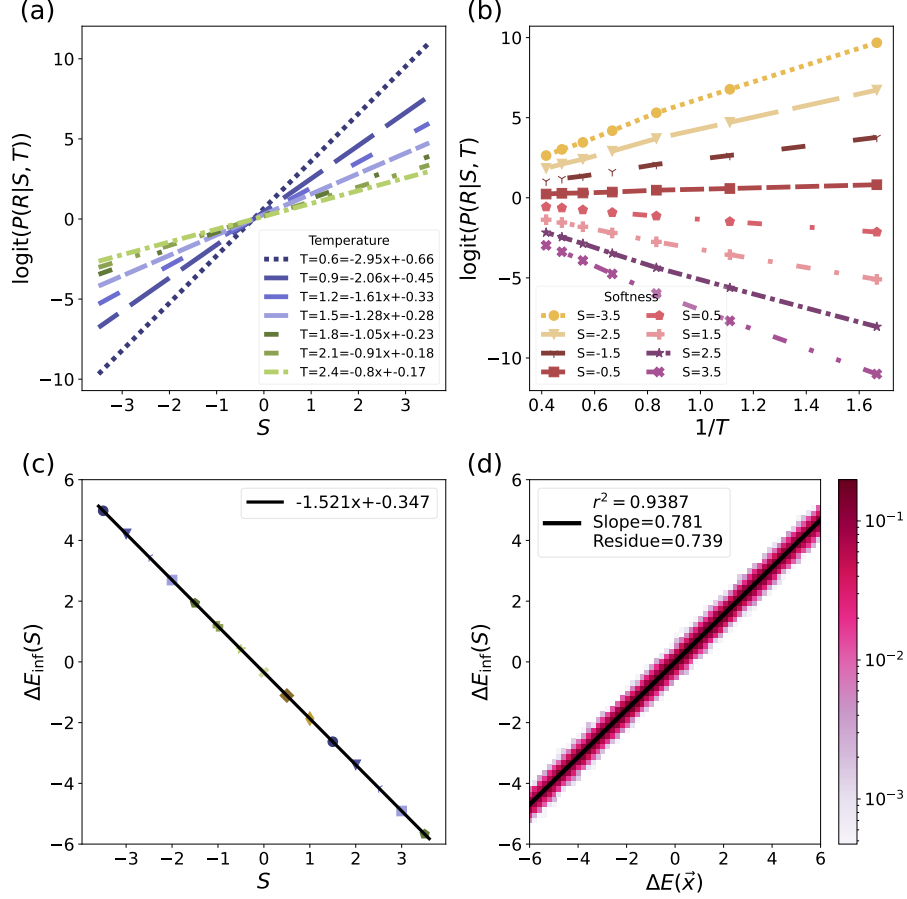 (a)
logit(P(R|S, T))
10
5
0
−5
−10
−3 −2 −1 0 1 2 3
S
Temperature
T=0.6=-2.95x+-0.66
T=0.9=-2.06x+-0.45
T=1.2=-1.61x+-0.33
T=1.5=-1.28x+-0.28
T=1.8=-1.05x+-0.23
T=2.1=-0.91x+-0.18
T=2.4=-0.8x+-0.17
(b)
logit(P(R|S, T)
10
5
0
−5
−10
0.4 0.6 0.8 1.0 1.2 1.4 1.6
1/T
Softness
S=-3.5
S=-2.5
S=-1.5
S=-0.5
S=0.5
S=1.5
S=2.5
S=3.5
(c)
ΔE_inf(S)
6
4
2
0
−2
−4
−6
−3 −2 −1 0 1 2 3
S
-1.521x+-0.347
(d)
ΔE_inf(S)
6
4
2
0
−2
−4
−6
−6 −4 −2 0 2 4 6
ΔE(x⃗)
r² = 0.9387
Slope=0.781
Residue=0.739
10⁻¹
10⁻²
10⁻³